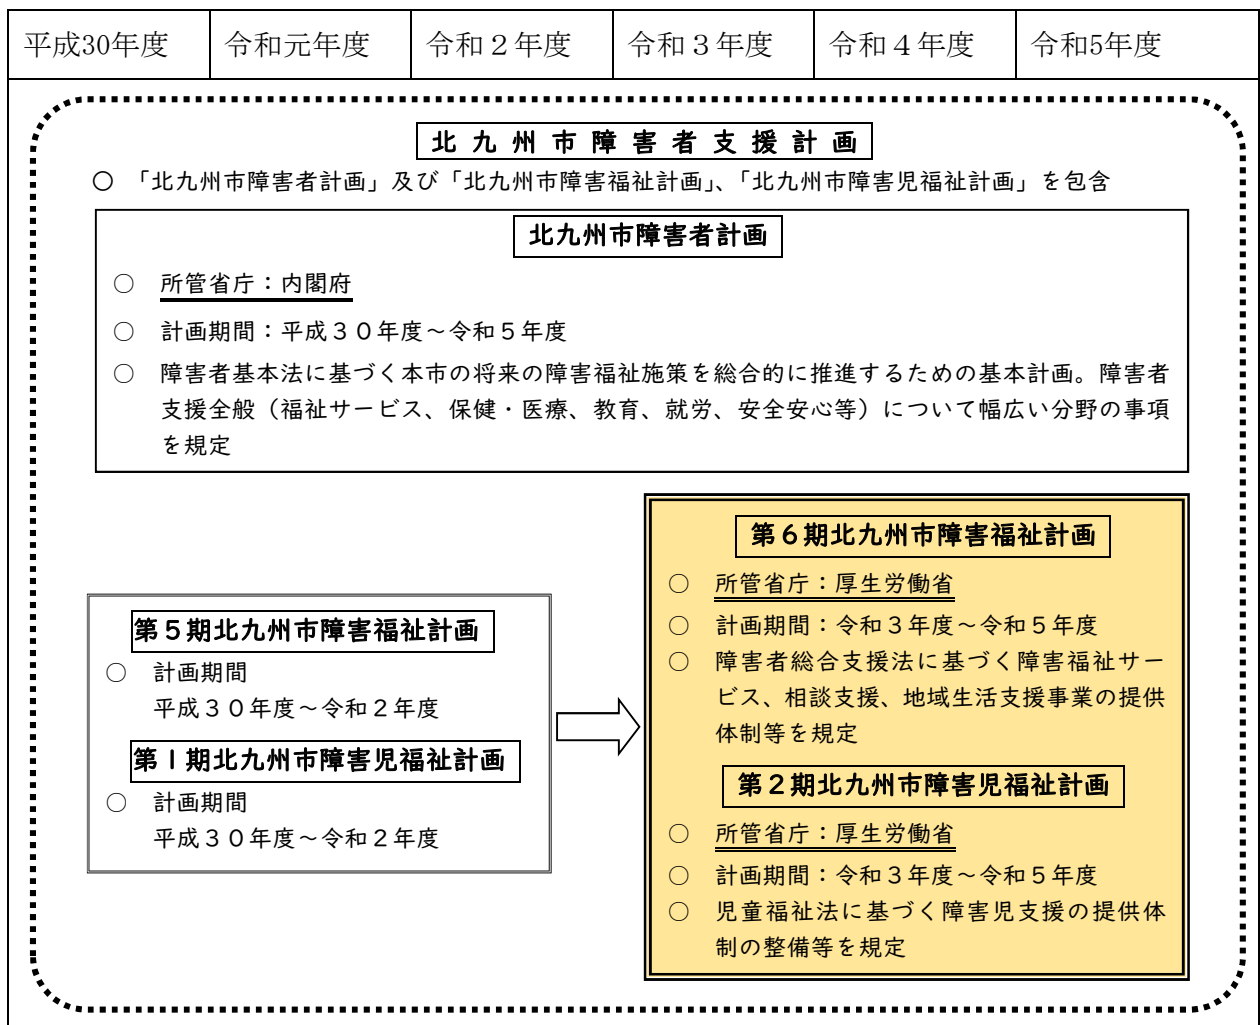 平成30年度 令和元年度 令和２年度 令和３年度 令和４年度 令和5年度
北九州市障害者支援計画
○ 「北九州市障害者計画」及び「北九州市障害福祉計画」、「北九州市障害児福祉計画」を包含
北九州市障害者計画
○ 所管省庁：内閣府
○ 計画期間：平成３０年度～令和５年度
○ 障害者基本法に基づく本市の将来の障害福祉施策を総合的に推進するための基本計画。障害者
支援全般（福祉サービス、保健・医療、教育、就労、安全安心等）について幅広い分野の事項
を規定
第５期北九州市障害福祉計画
○ 計画期間
平成３０年度～令和２年度
第１期北九州市障害児福祉計画
○ 計画期間
平成３０年度～令和２年度
第６期北九州市障害福祉計画
○ 所管省庁：厚生労働省
○ 計画期間：令和３年度～令和５年度
○ 障害者総合支援法に基づく障害福祉サー
ビス、相談支援、地域生活支援事業の提供
体制等を規定
第２期北九州市障害児福祉計画
○ 所管省庁：厚生労働省
○ 計画期間：令和３年度～令和５年度
○ 児童福祉法に基づく障害児支援の提供体
制の整備等を規定